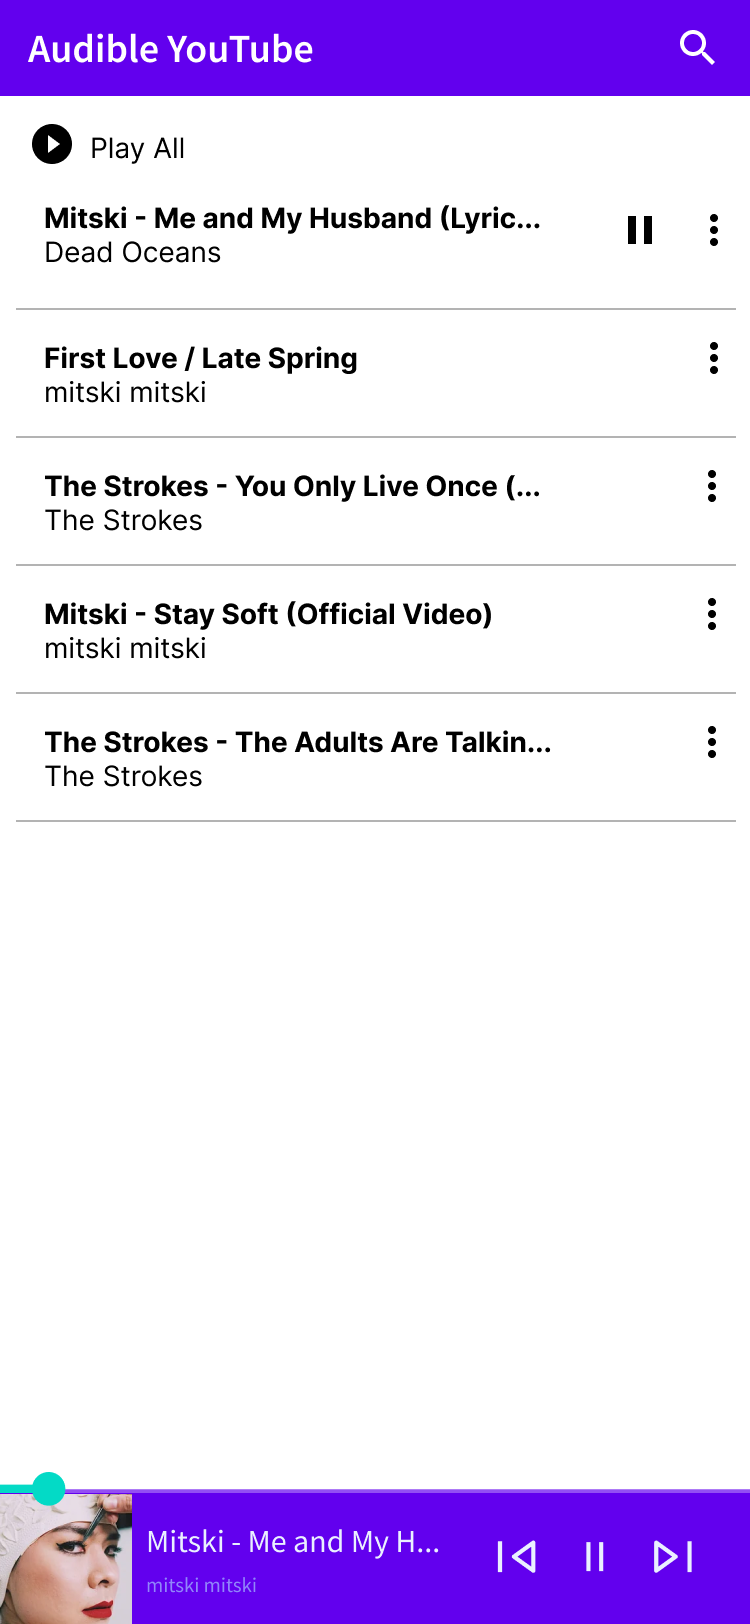 Audible YouTube
Play All
Mitski - Me and My Husband (Lyric...
Dead Oceans
First Love / Late Spring
mitski mitski
The Strokes - You Only Live Once (...
The Strokes
Mitski - Stay Soft (Official Video)
mitski mitski
The Strokes - The Adults Are Talkin...
The Strokes
Mitski - Me and My H...
mitski mitski